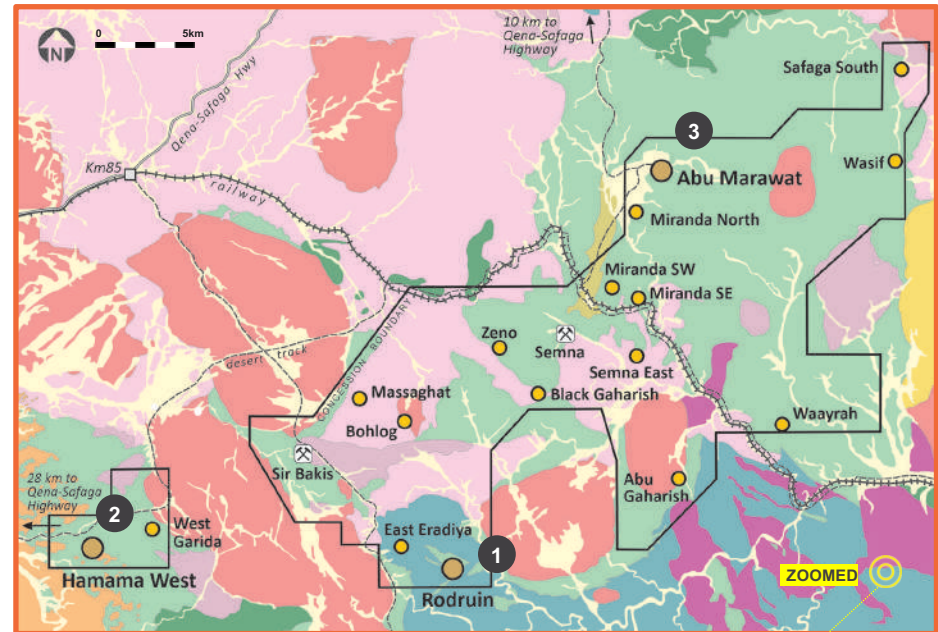 0 5km
N
10 km to
Qena-Safaga
Highway
Qena-Safoga Hwy
Km85
railway
Safaga South
3
Wasif
Abu Marawat
Miranda North
Miranda SW
Miranda SE
CONCESSION BOUNDARY
Zeno
Semna
desert track
Semna East
Massaghat
Black Gaharish
Bohlog
Waayrah
Sir Bakis
28 km to
Qena-Safaga
Highway
Abu
Gaharish
2
West
Garida
East Eradiya
1
Hamama West
Rodruin
ZOOMED